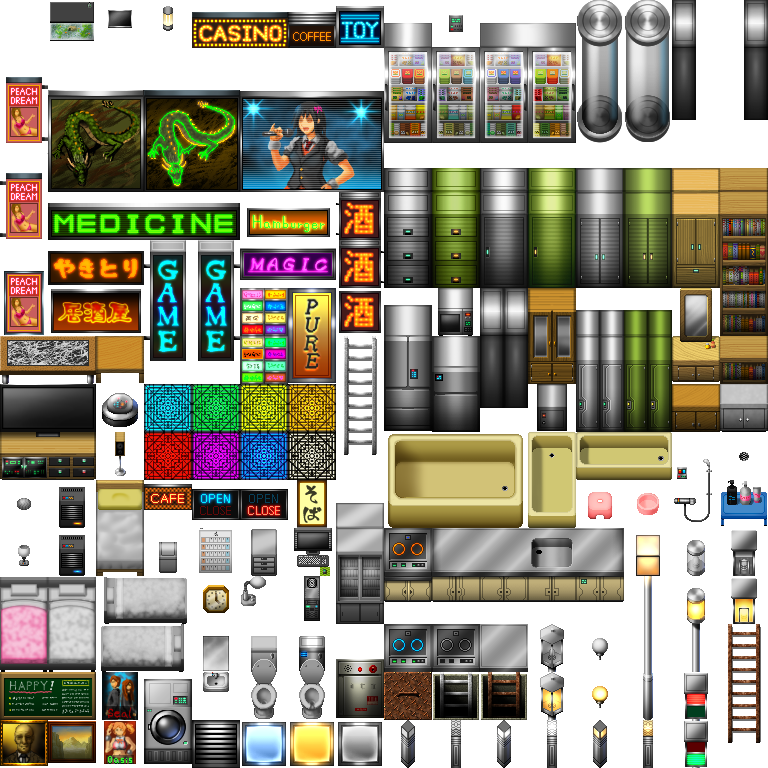 CASINO
COFFEE
TOY
PEACH
DREAM
PEACH
DREAM
MEDICINE
Hamburger
酒
PEACH
DREAM
やきとり
GAME
GAME
MAGIC
酒
居酒屋
PURE
酒
CAFE
OPEN
CLOSE
OPEN
CLOSE
そば
HAPPY!
Oasis